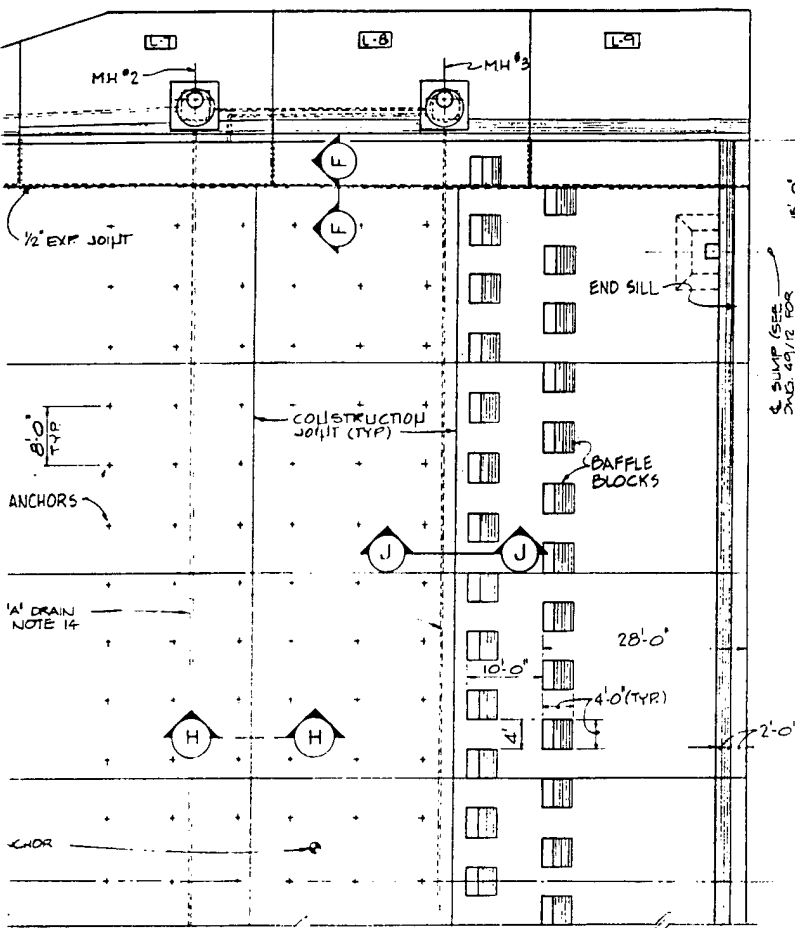 L-7
L-8
L-9
MH #2
MH #3
F
F
1/2" EXP. JOINT
15'-0"
END SILL
℄ SUMP (SEE
DWG. 49/12 FOR
8'-0"
TYP.
CONSTRUCTION
JOINT (TYP)
BAFFLE
BLOCKS
ANCHORS
J
J
'A' DRAIN
NOTE 14
28'-0"
10'-0"
4'-0" (TYP.)
4'
2'-0"
H
H
CHOR